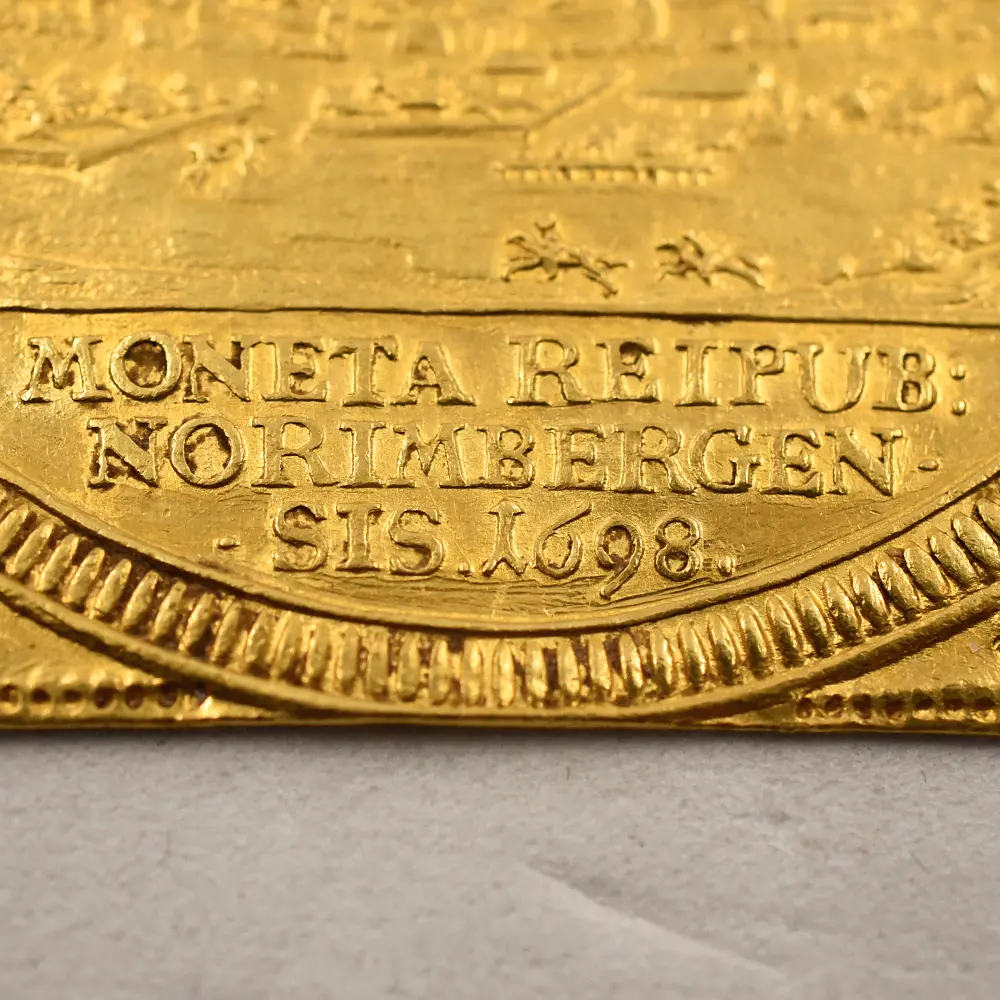 MONETA REIPUB:
NORIMBERGEN·
·SIS.1698.